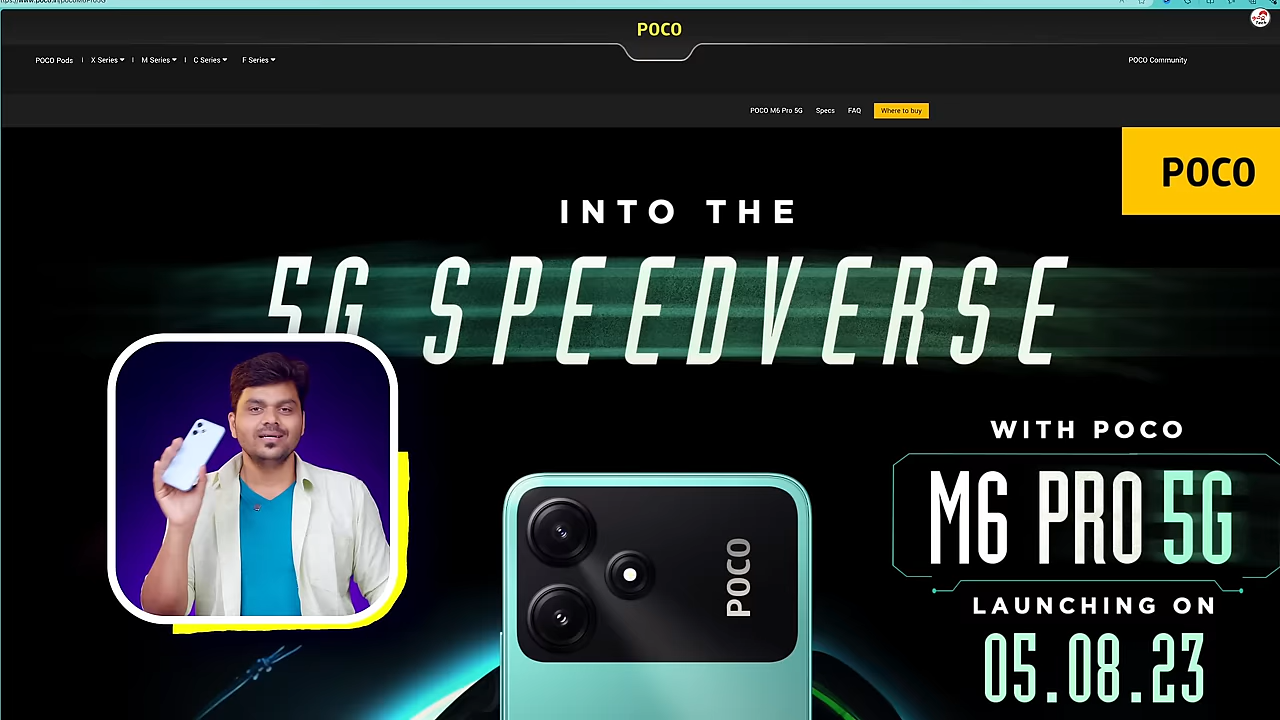 POCO
POCO Pods | X Series | M Series | C Series F Series
POCO Community
POCO M6 Pro 5G Specs FAQ Where to buy
POCO
INTO THE
5G SPEEDVERSE
WITH POCO
M6 PRO 5G
LAUNCHING ON
05.08.23
POCO